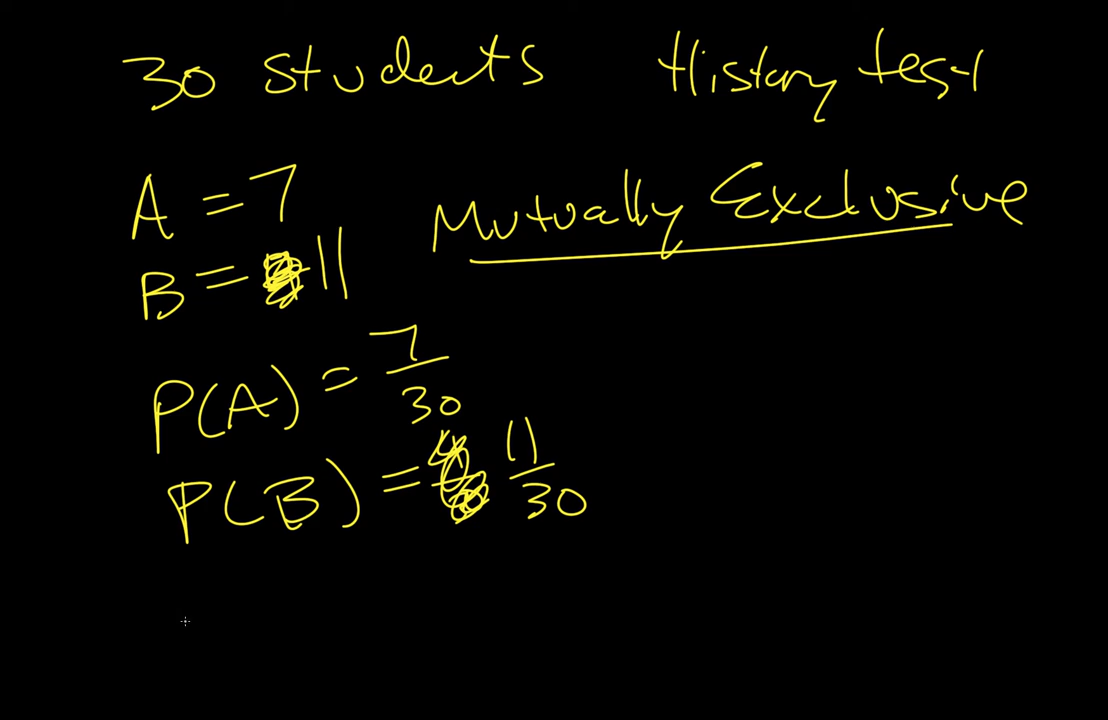 30 students History test
A = 7
Mutually Exclusive
B = 11
P(A) = 7/30
P(B) = 11/30